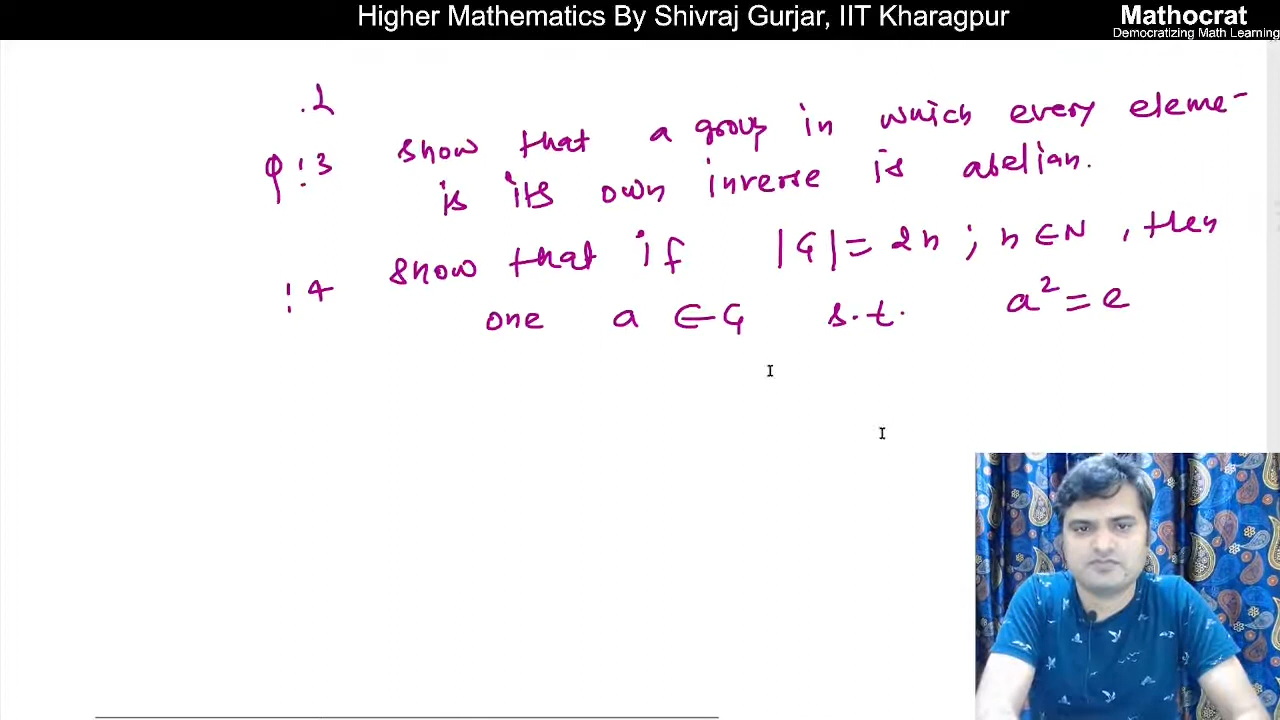 Higher Mathematics By Shivraj Gurjar, IIT Kharagpur
Mathocrat
Democratizing Math Learning
.2
Q!3 show that a group in which every eleme-
is its own inverse is abelian.
!4 show that if |G| = 2n ; n ∈ N , then
one a ∈ G s.t. a² = e